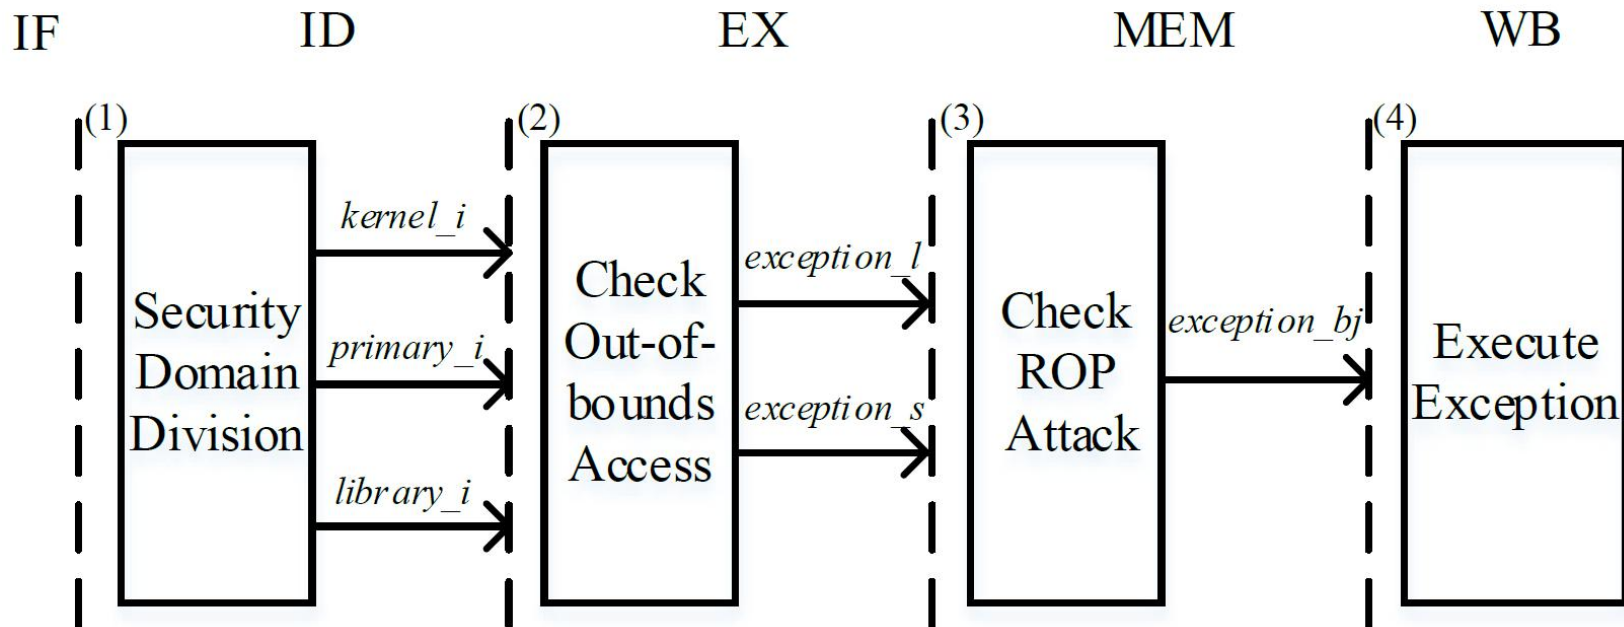 IF ID EX MEM WB
(1) (2) (3) (4)
Security
Domain
Division
kernel_i
primary_i
library_i
Check
Out-of-
bounds
Access
exception_l
exception_s
Check
ROP
Attack
exception_bj
Execute
Exception